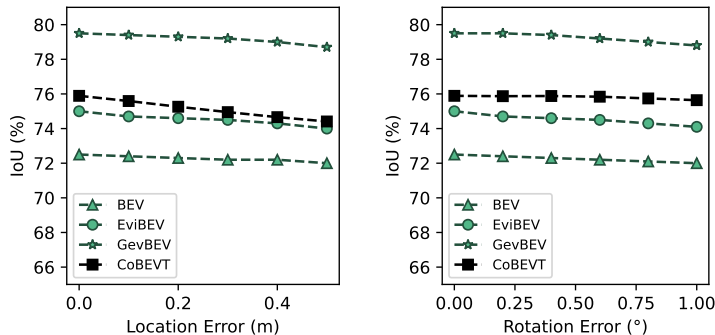 IoU (%)
80
78
76
74
72
70
68
66
BEV
EviBEV
GevBEV
CoBEVT
0.0 0.2 0.4
Location Error (m)
IoU (%)
80
78
76
74
72
70
68
66
BEV
EviBEV
GevBEV
CoBEVT
0.00 0.25 0.50 0.75 1.00
Rotation Error (°)